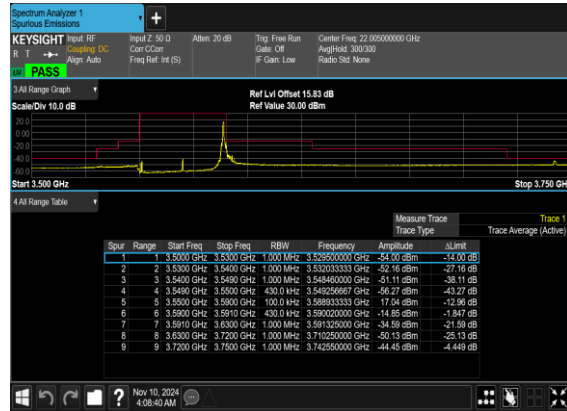 Spectrum Analyzer 1
Spurious Emissions
+
KEYSIGHT Input: RF Input Z: 50 Ω Atten: 20 dB Trig: Free Run Center Freq: 22.005000000 GHz
R T Coupling: DC Corr CCorr Gate: Off Avg|Hold: 300/300
Align: Auto Freq Ref: Int (S) IF Gain: Low Radio Std: None
LW PASS
3 All Range Graph
Ref Lvl Offset 15.83 dB
Scale/Div 10.0 dB Ref Value 30.00 dBm
20.0
0.00
-20.0
-40.0
-60.0
Start 3.500 GHz Stop 3.750 GH
4 All Range Table
Measure Trace Trace 1
Trace Type Trace Average (Active)
Spur Range Start Freq Stop Freq RBW Frequency Amplitude ΔLimit
1 1 3.5000 GHz 3.5300 GHz 1.000 MHz 3.529500000 GHz -54.00 dBm -14.00 dB
2 2 3.5300 GHz 3.5400 GHz 1.000 MHz 3.532033333 GHz -52.16 dBm -27.16 dB
3 3 3.5400 GHz 3.5490 GHz 1.000 MHz 3.548460000 GHz -51.11 dBm -38.11 dB
4 4 3.5490 GHz 3.5500 GHz 430.0 kHz 3.549256667 GHz -56.27 dBm -43.27 dB
5 5 3.5500 GHz 3.5900 GHz 100.0 kHz 3.588933333 GHz 17.04 dBm -12.96 dB
6 6 3.5900 GHz 3.5910 GHz 430.0 kHz 3.590020000 GHz -14.85 dBm -1.847 dB
7 7 3.5910 GHz 3.6300 GHz 1.000 MHz 3.591325000 GHz -34.59 dBm -21.59 dB
8 8 3.6300 GHz 3.7200 GHz 1.000 MHz 3.710250000 GHz -50.13 dBm -25.13 dB
9 9 3.7200 GHz 3.7500 GHz 1.000 MHz 3.742550000 GHz -44.45 dBm -4.449 dB
? Nov 10, 2024
4:08:40 AM